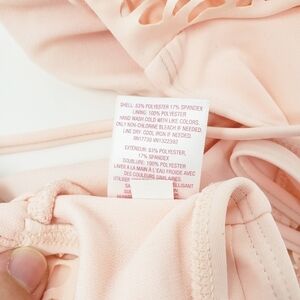 SHELL: 83% POLYESTER 17% SPANDEX
LINING: 100% POLYESTER
HAND WASH COLD WITH LIKE COLORS.
ONLY NON-CHLORINE BLEACH IF NEEDED.
LINE DRY. COOL IRON IF NEEDED.
EXTERIEUR: 83% POLYESTER,
17% SPANDEX
DOUBLURE: 100% POLYESTER
LAVER A LA MAIN À L'EAU FROIDE AVEC
DES COULEURS SIMILAIRES.
UTILISER